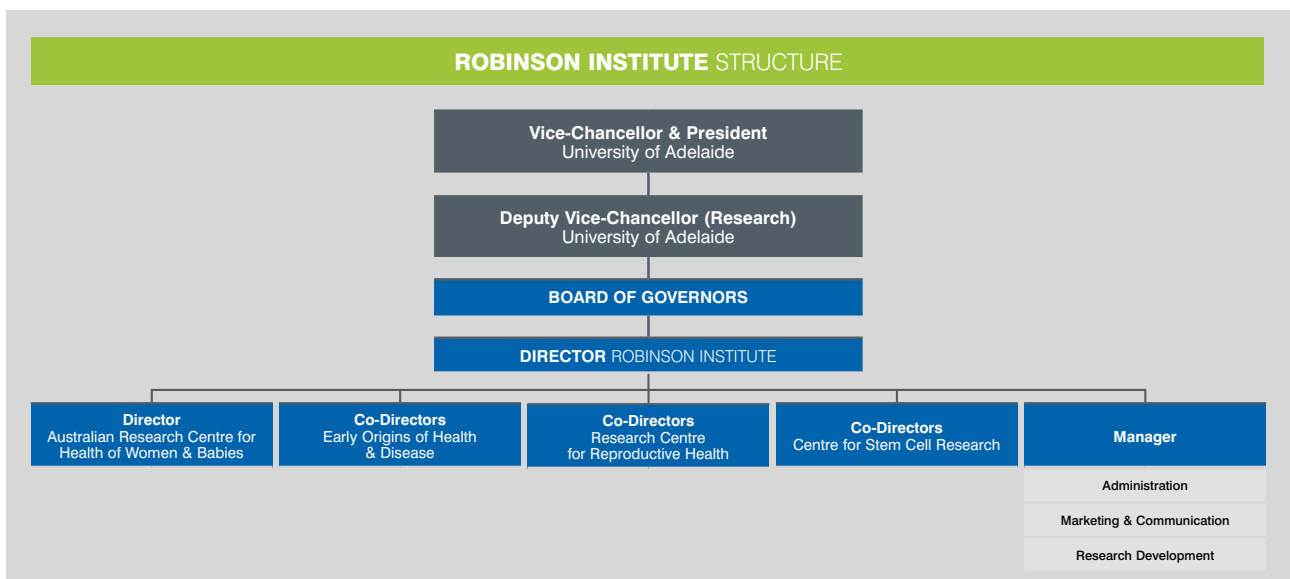 ROBINSON INSTITUTE STRUCTURE
Vice-Chancellor & President
University of Adelaide
Deputy Vice-Chancellor (Research)
University of Adelaide
BOARD OF GOVERNORS
DIRECTOR ROBINSON INSTITUTE
Director
Australian Research Centre for
Health of Women & Babies
Co-Directors
Early Origins of Health
& Disease
Co-Directors
Research Centre
for Reproductive Health
Co-Directors
Centre for Stem Cell Research
Manager
Administration
Marketing & Communication
Research Development